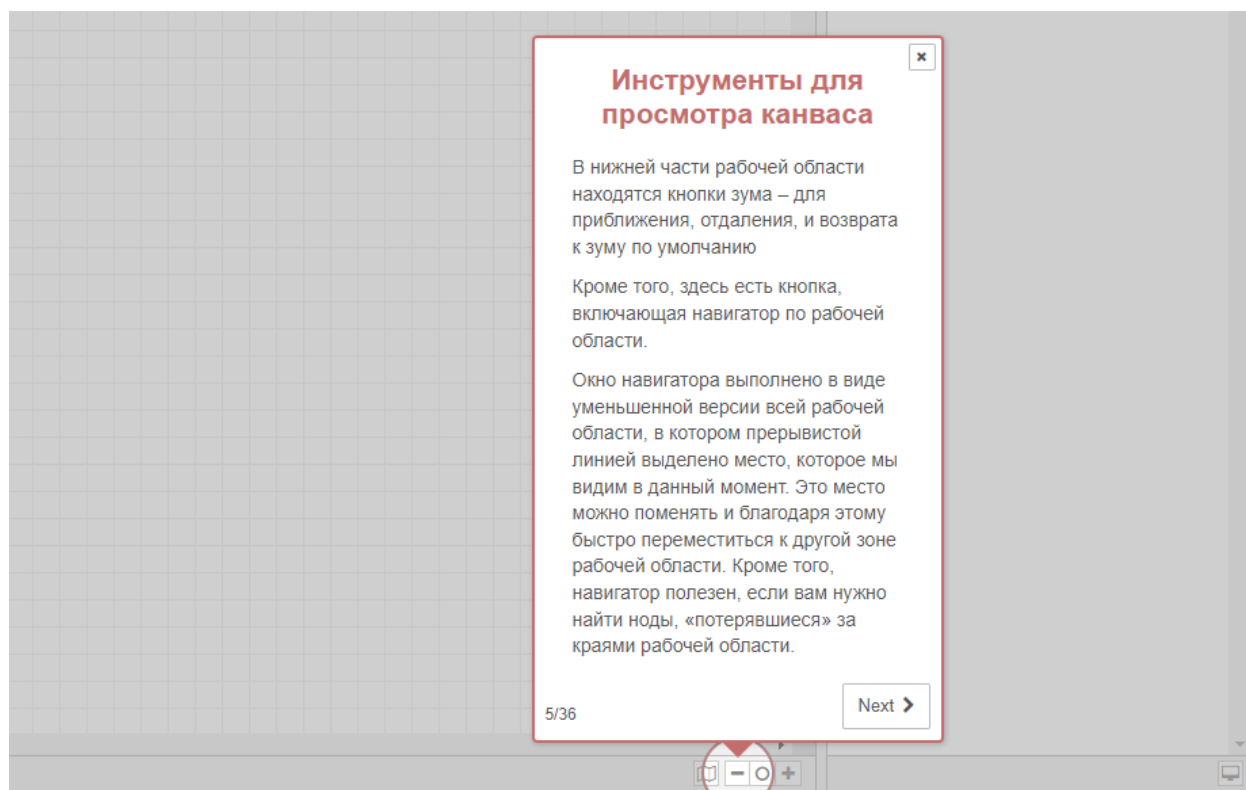 Инструменты для
просмотра канваса
В нижней части рабочей области
находятся кнопки зума – для
приближения, отдаления, и возврата
к зуму по умолчанию
Кроме того, здесь есть кнопка,
включающая навигатор по рабочей
области.
Окно навигатора выполнено в виде
уменьшенной версии всей рабочей
области, в котором прерывистой
линией выделено место, которое мы
видим в данный момент. Это место
можно поменять и благодаря этому
быстро переместиться к другой зоне
рабочей области. Кроме того,
навигатор полезен, если вам нужно
найти ноды, «потерявшиеся» за
краями рабочей области.
5/36
Next